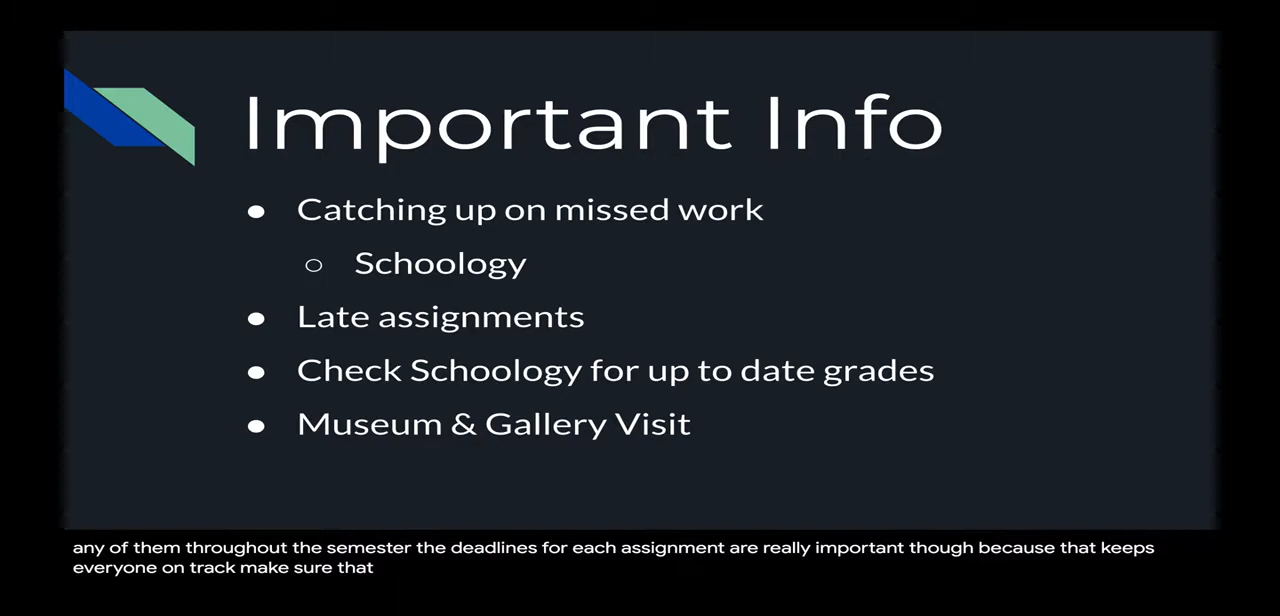 Important Info
● Catching up on missed work
○ Schoology
● Late assignments
● Check Schoology for up to date grades
● Museum & Gallery Visit
any of them throughout the semester the deadlines for each assignment are really important though because that keeps
everyone on track make sure that